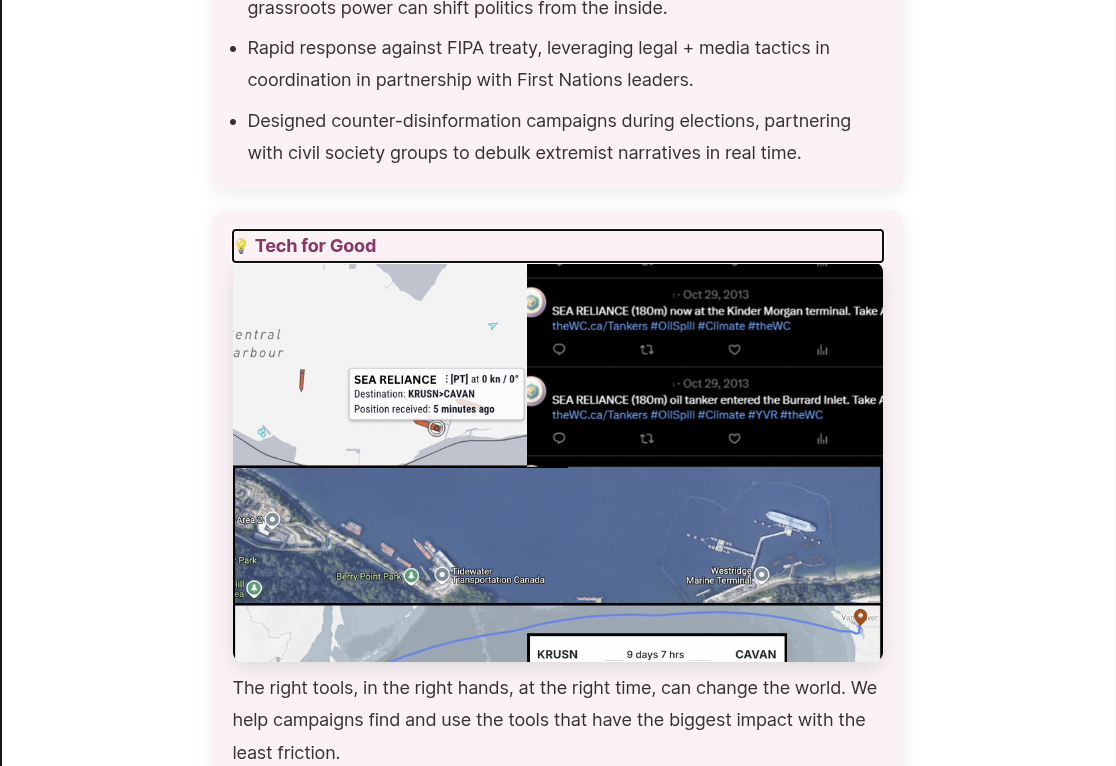 grassroots power can shift politics from the inside.
• Rapid response against FIPA treaty, leveraging legal + media tactics in
coordination in partnership with First Nations leaders.
• Designed counter-disinformation campaigns during elections, partnering
with civil society groups to debulk extremist narratives in real time.
💡 Tech for Good
entral
arbour
SEA RELIANCE : [PT] at 0 kn / 0°
Destination: KRUSN>CAVAN
Position received: 5 minutes ago
· Oct 29, 2013
SEA RELIANCE (180m) now at the Kinder Morgan terminal. Take A
theWC.ca/Tankers #OilSpill #Climate #theWC
· Oct 29, 2013
SEA RELIANCE (180m) oil tanker entered the Burrard Inlet. Take A
theWC.ca/Tankers #OilSpill #Climate #YVR #theWC
Area 2
Park
Berry Point Park
Tidewater
Transportation Canada
Westridge
Marine Terminal
KRUSN 9 days 7 hrs CAVAN
The right tools, in the right hands, at the right time, can change the world. We
help campaigns find and use the tools that have the biggest impact with the
least friction.